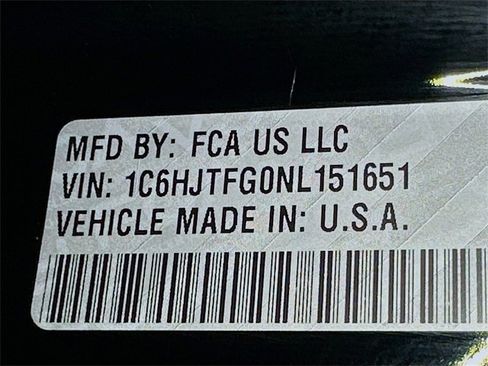 MFD BY: FCA US LLC
VIN: 1C6HJTFG0NL151651
VEHICLE MADE IN: U.S.A.